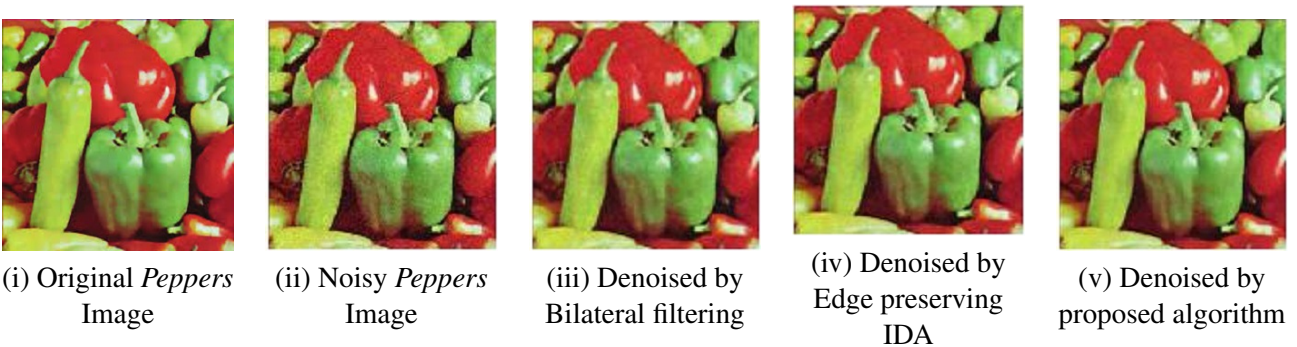 (i) Original Peppers
Image
(ii) Noisy Peppers
Image
(iii) Denoised by
Bilateral filtering
(iv) Denoised by
Edge preserving
IDA
(v) Denoised by
proposed algorithm